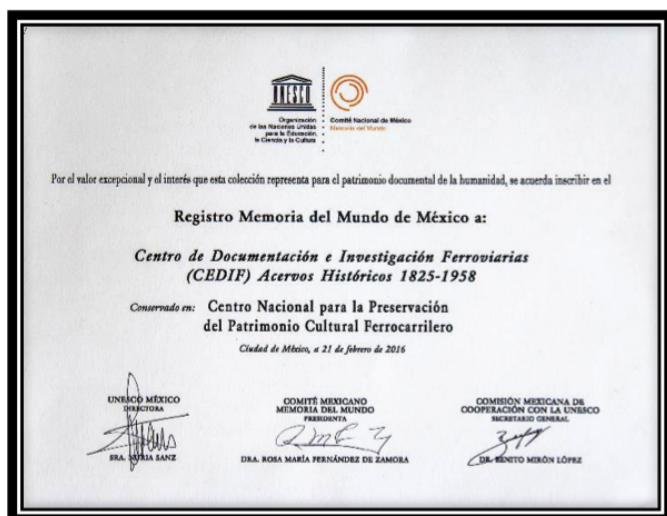 UNESCO
Organización
de las Naciones Unidas
para la Educación,
la Ciencia y la Cultura
Comité Nacional de México
Memoria del Mundo
Por el valor excepcional y el interés que esta colección representa para el patrimonio documental de la humanidad, se acuerda inscribir en el
Registro Memoria del Mundo de México a:
Centro de Documentación e Investigación Ferroviarias
(CEDIF) Acervos Históricos 1825-1958
Conservado en: Centro Nacional para la Preservación
del Patrimonio Cultural Ferrocarrilero
Ciudad de México, a 21 de febrero de 2016
UNESCO MÉXICO
DIRECTORA
SRA. NURIA SANZ
COMITÉ MEXICANO
MEMORIA DEL MUNDO
PRESIDENTA
DRA. ROSA MARÍA FERNÁNDEZ DE ZAMORA
COMISIÓN MEXICANA DE
COOPERACIÓN CON LA UNESCO
SECRETARIO GENERAL
DR. BENITO MIRÓN LÓPEZ